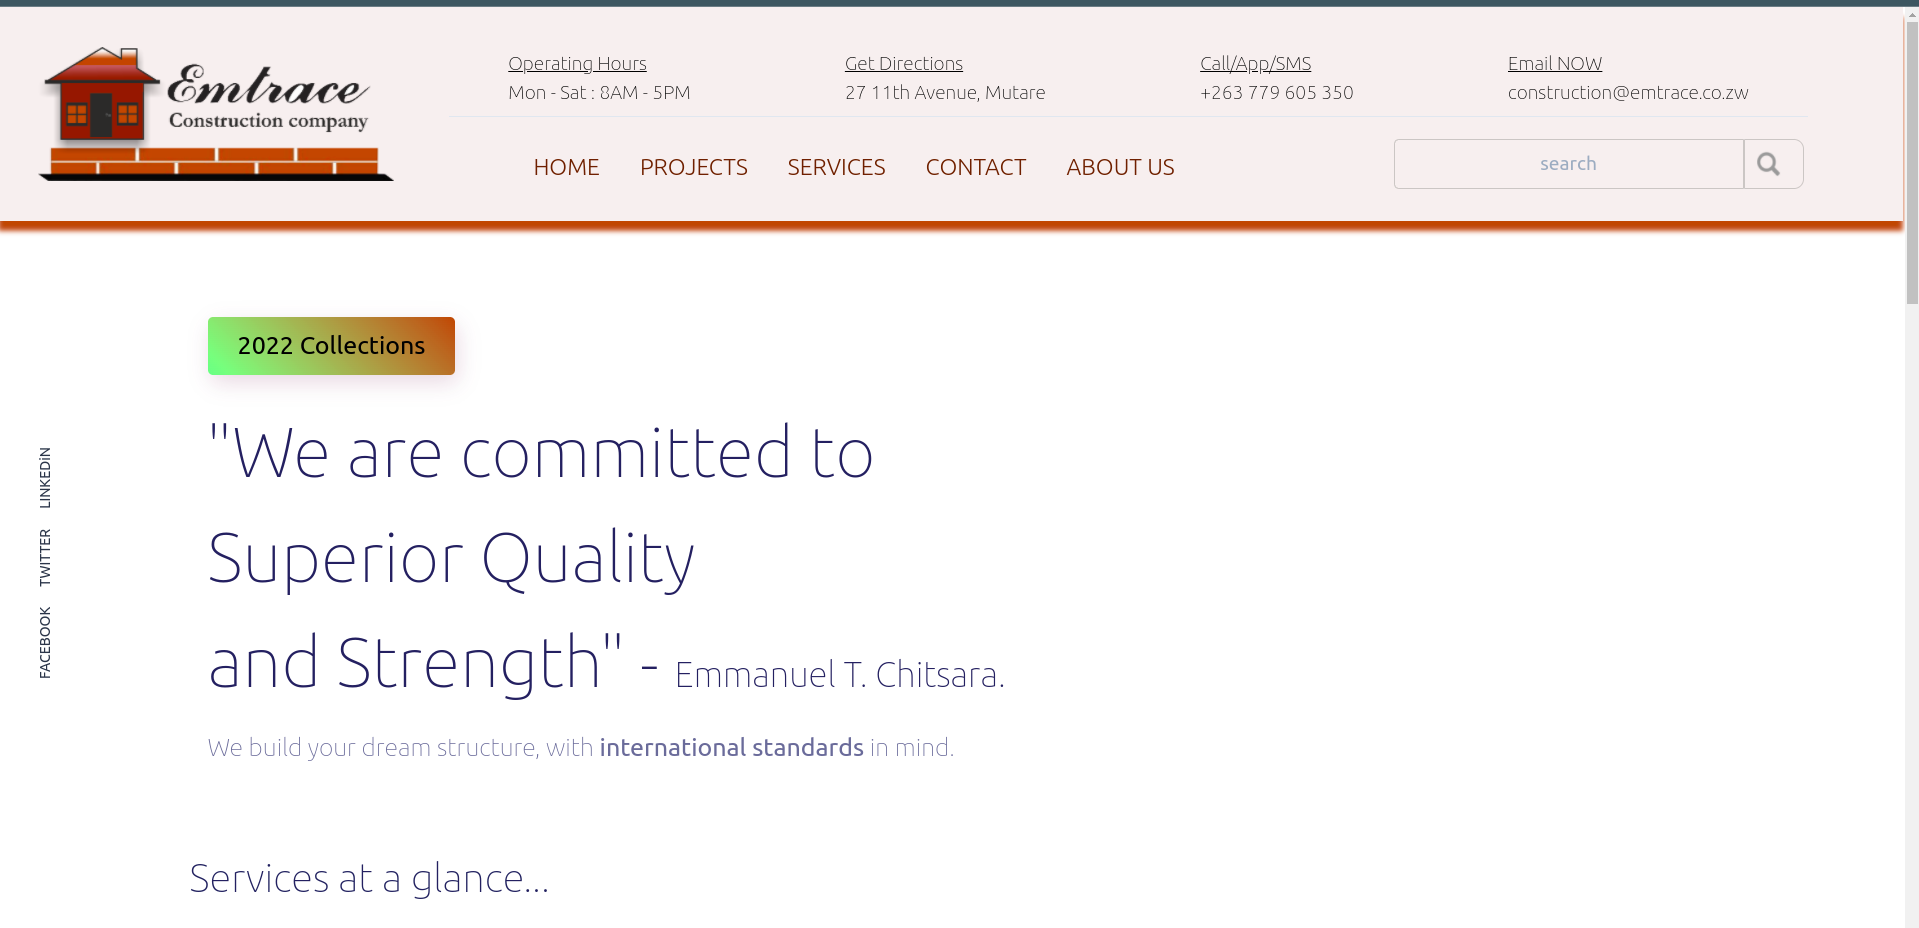 Emtrace
Construction company
Operating Hours
Mon - Sat : 8AM - 5PM
Get Directions
27 11th Avenue, Mutare
Call/App/SMS
+263 779 605 350
Email NOW
construction@emtrace.co.zw
HOME PROJECTS SERVICES CONTACT ABOUT US
search
2022 Collections
"We are committed to
Superior Quality
and Strength" - Emmanuel T. Chitsara.
We build your dream structure, with international standards in mind.
FACEBOOK TWITTER LINKEDiN
Services at a glance...